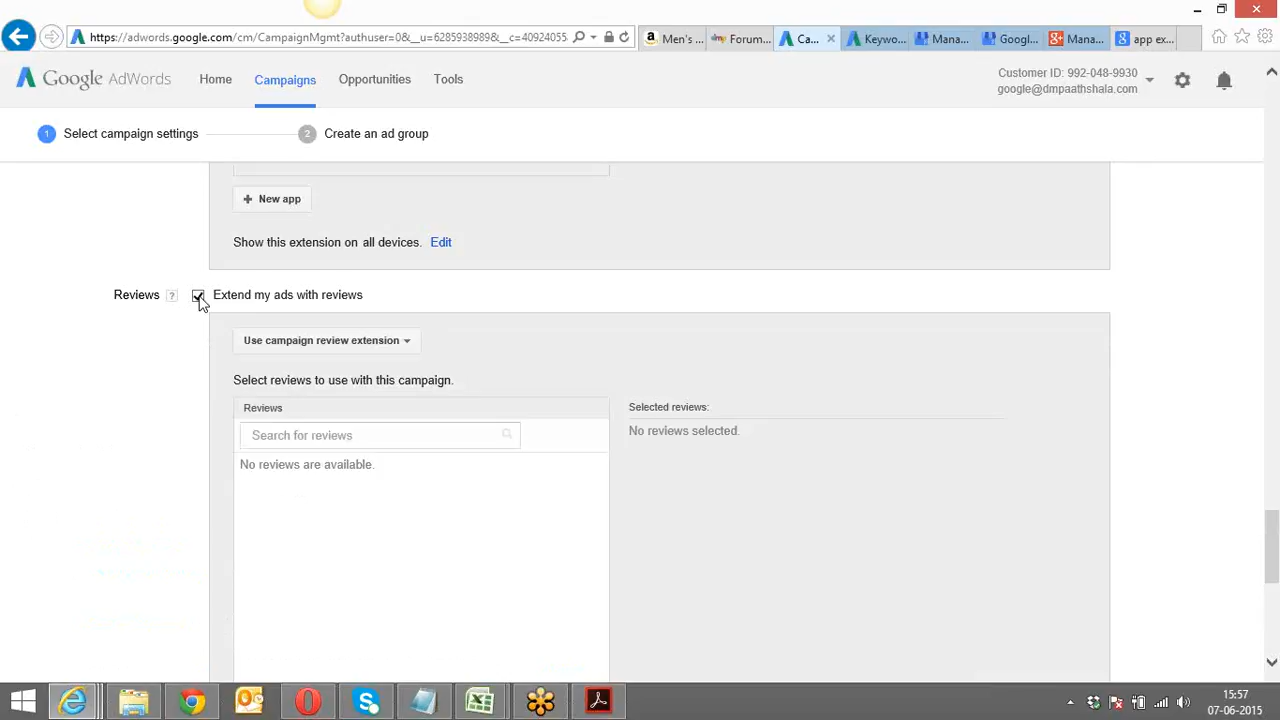 https://adwords.google.com/cm/CampaignMgmt?authuser=0&__u=6285938989&__c=40924055
Men's ...
Forum...
Ca...
Keywo...
Mana...
Googl...
Mana...
app ex...
Google AdWords
Home
Campaigns
Opportunities
Tools
Customer ID: 992-048-9930
google@dmpaathshala.com
1 Select campaign settings
2 Create an ad group
+ New app
Show this extension on all devices. Edit
Reviews ? Extend my ads with reviews
Use campaign review extension
Select reviews to use with this campaign.
Reviews
Selected reviews:
Search for reviews
No reviews selected.
No reviews are available.
15:57
07-06-2015